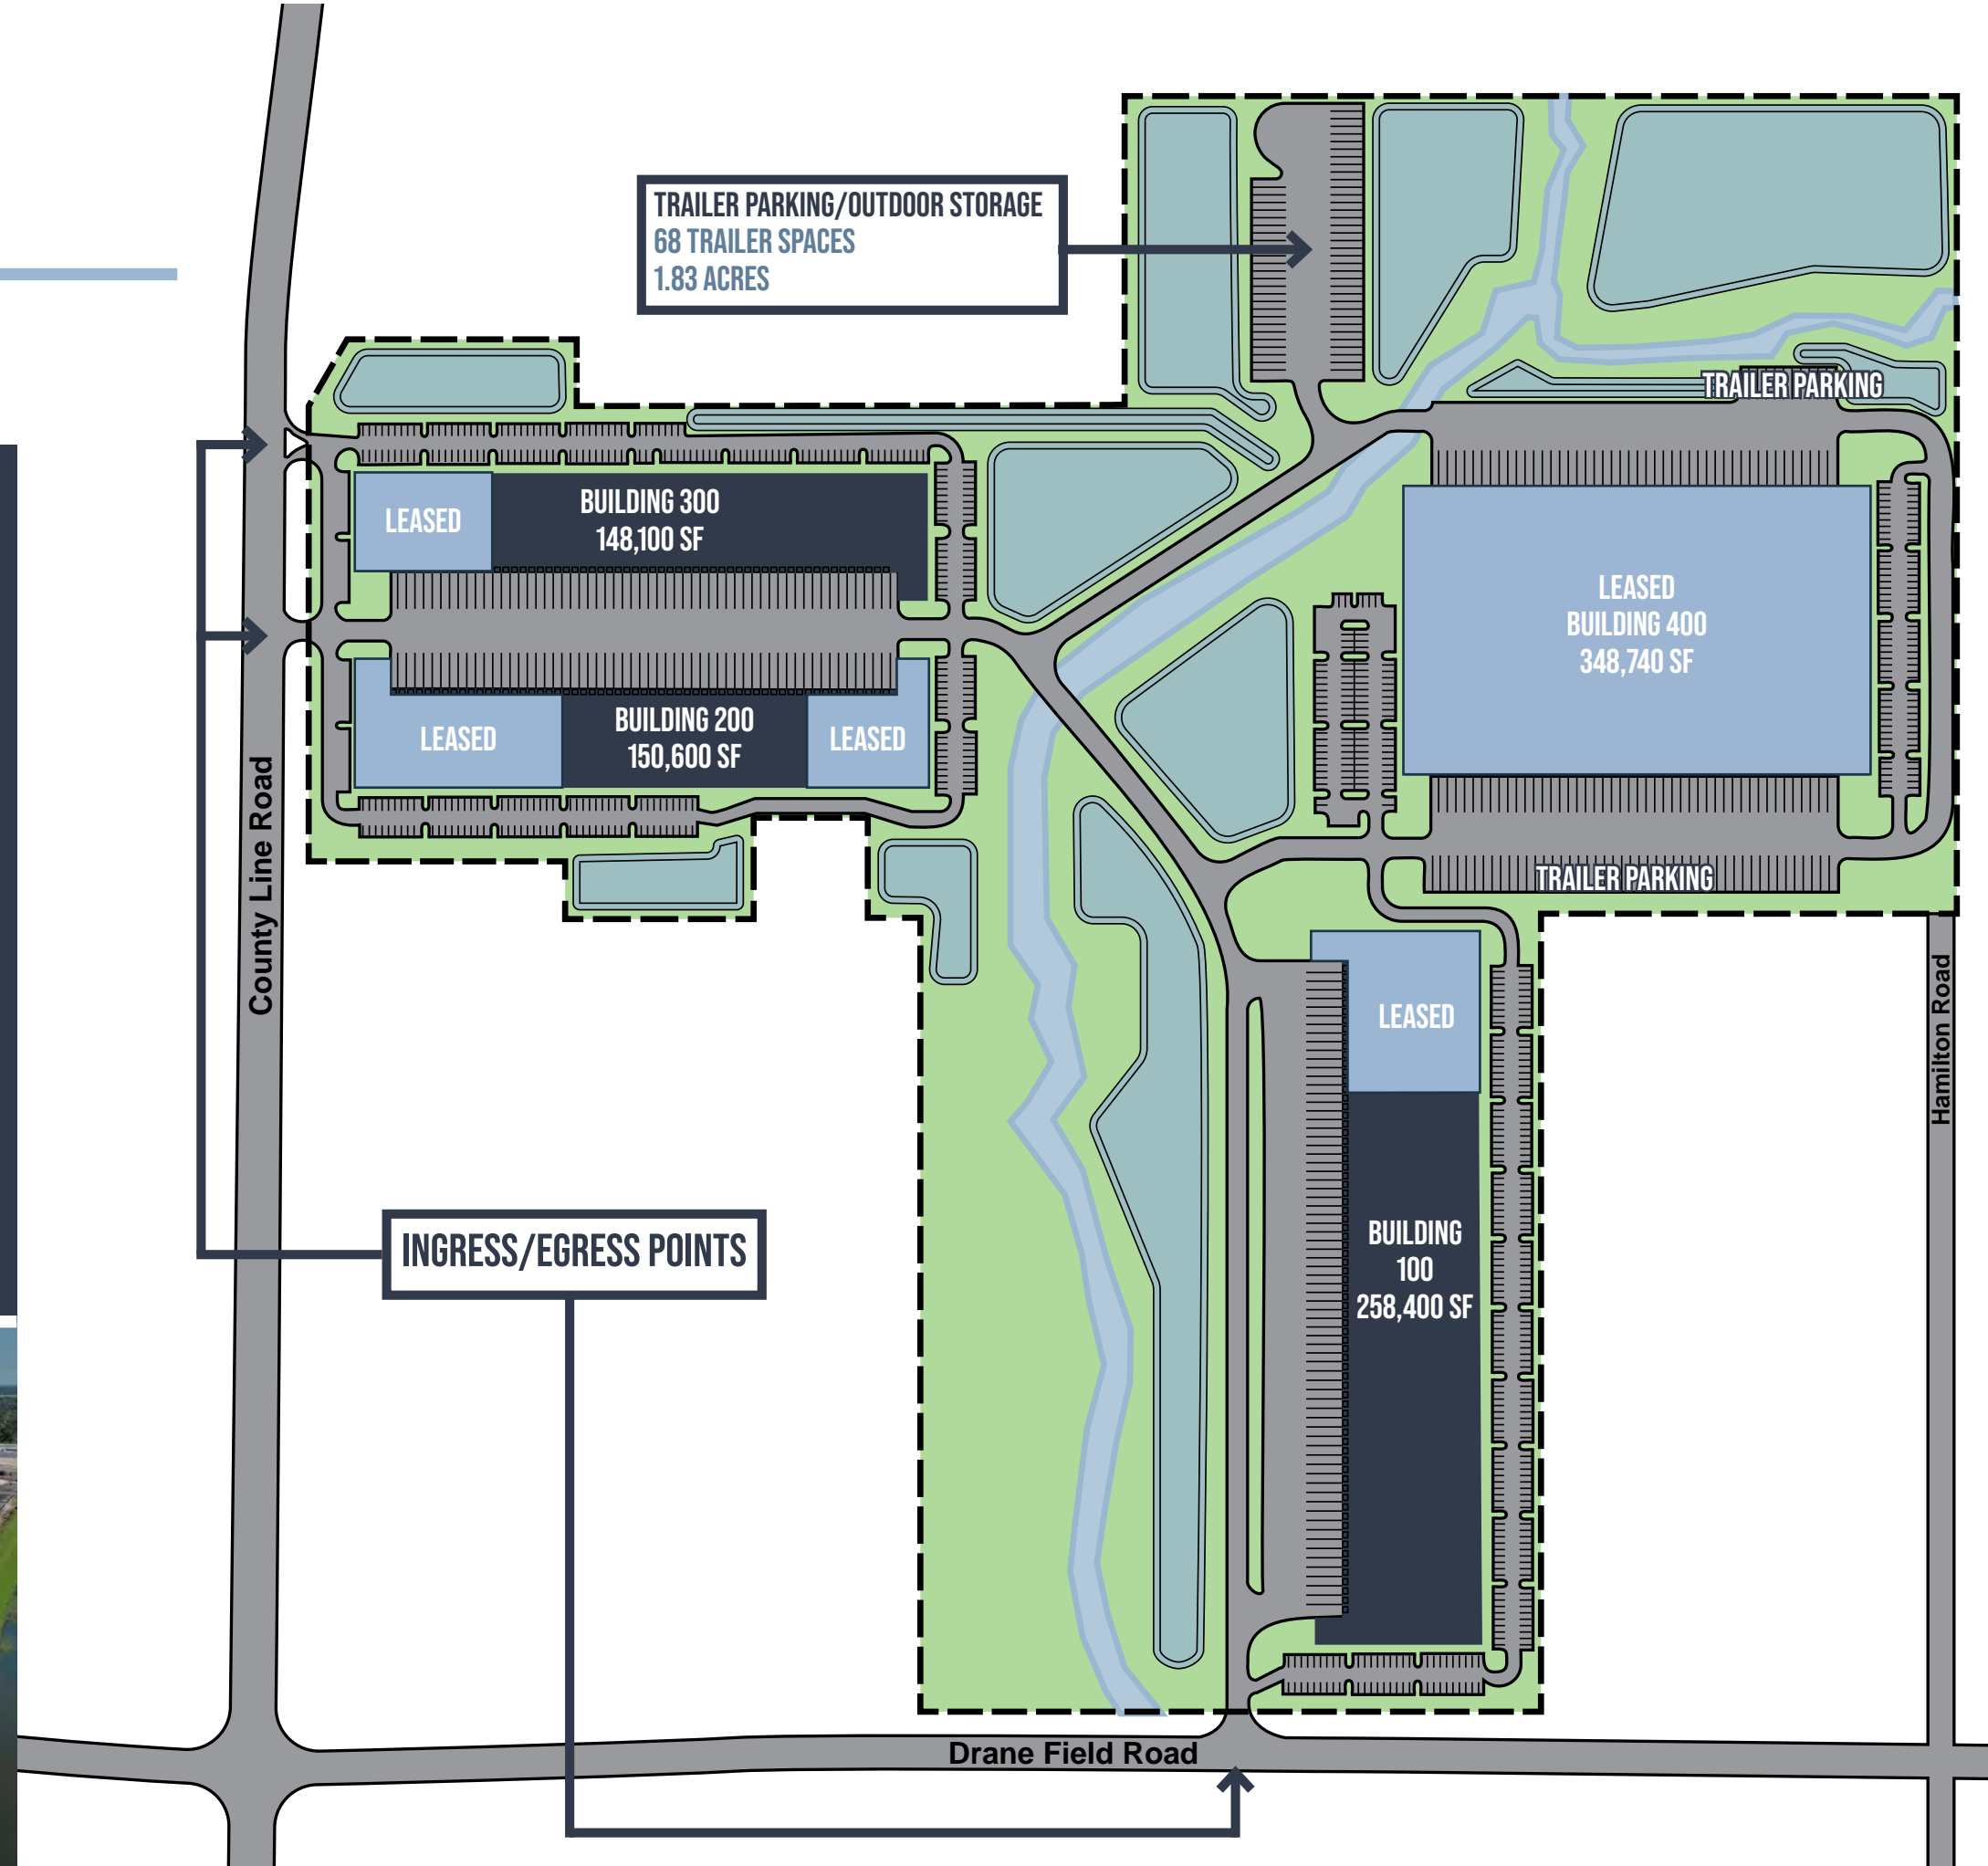 TRAILER PARKING/OUTDOOR STORAGE
68 TRAILER SPACES
1.83 ACRES
TRAILER PARKING
LEASED
BUILDING 300
148,100 SF
LEASED
BUILDING 400
348,740 SF
LEASED
BUILDING 200
150,600 SF
LEASED
County Line Road
TRAILER PARKING
LEASED
Hamilton Road
INGRESS/EGRESS POINTS
BUILDING
100
258,400 SF
Drane Field Road